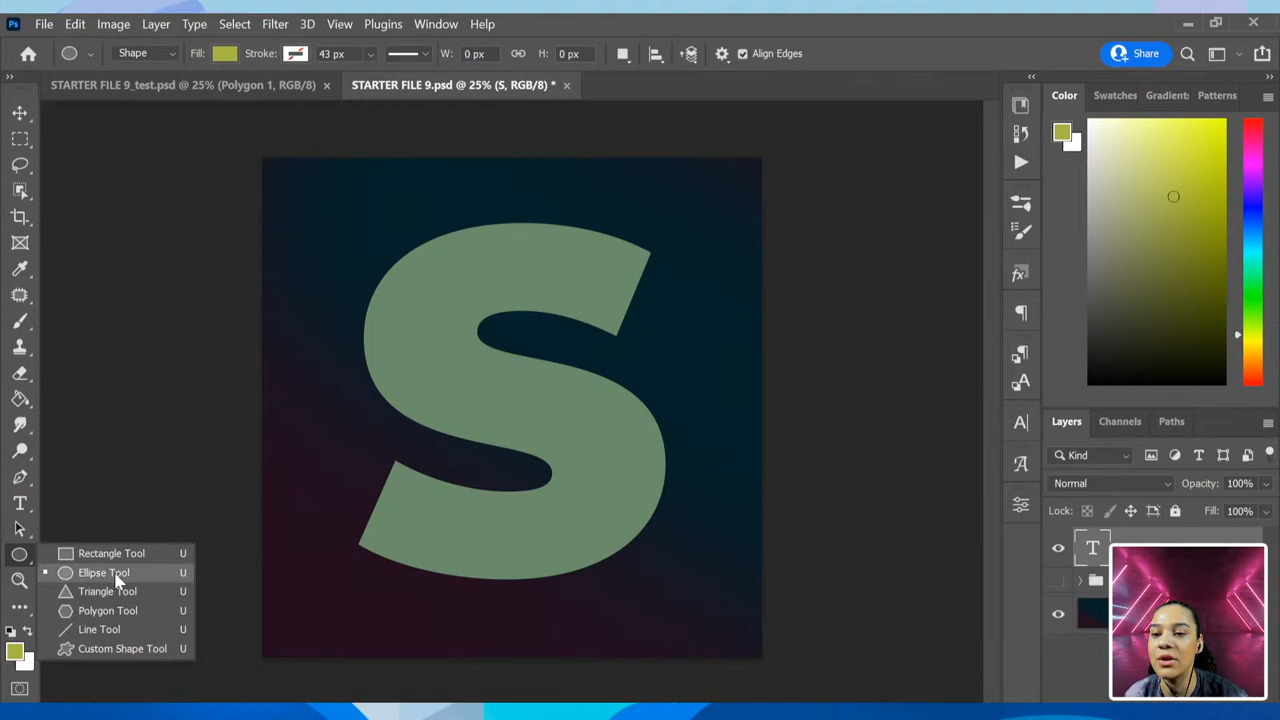 Ps File Edit Image Layer Type Select Filter 3D View Plugins Window Help
Shape Fill: Stroke: 43 px W: 0 px H: 0 px Align Edges Share
STARTER FILE 9_test.psd @ 25% (Polygon 1, RGB/8) × STARTER FILE 9.psd @ 25% (S, RGB/8) * ×
Color Swatches Gradient: Patterns
S
Layers Channels Paths
Kind
Normal Opacity: 100%
Lock: Fill: 100%
Rectangle Tool U
Ellipse Tool U
Triangle Tool U
Polygon Tool U
Line Tool U
Custom Shape Tool U